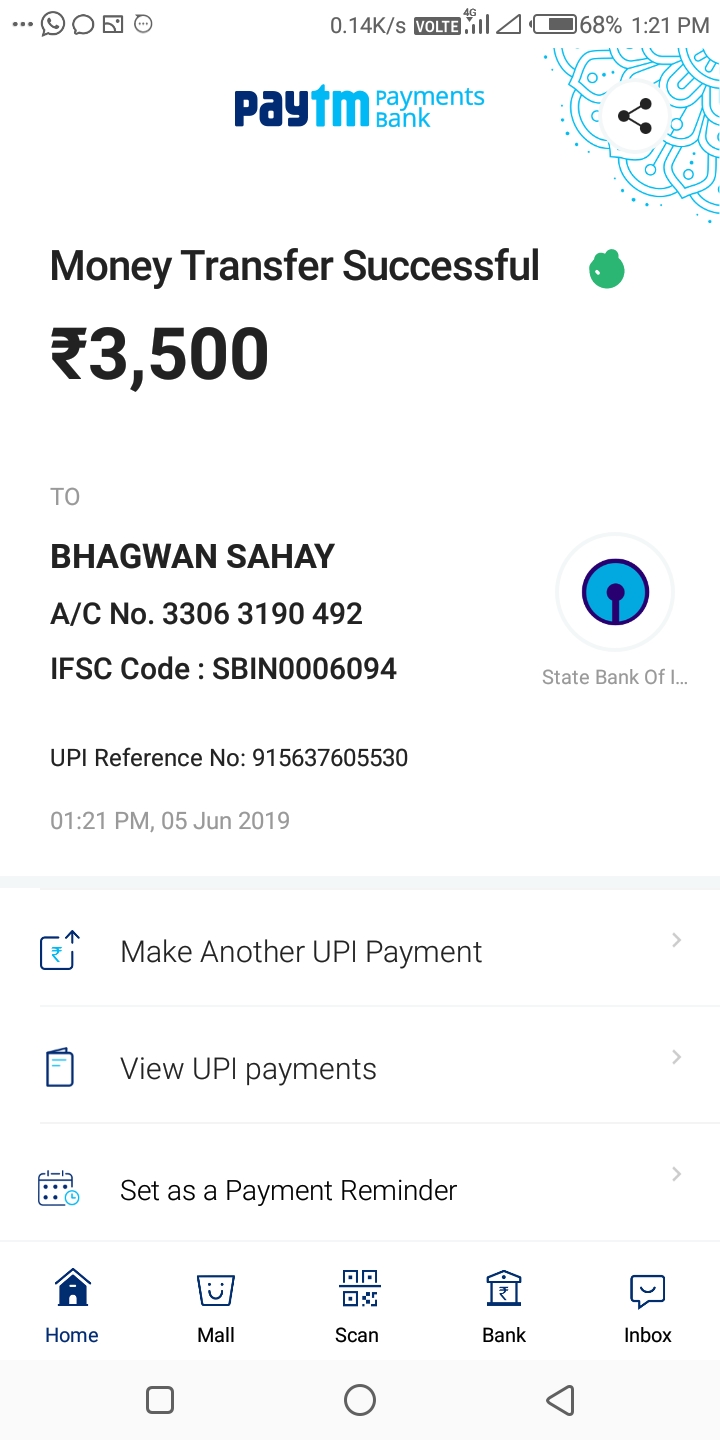 0.14K/s VOLTE 4G 68% 1:21 PM
paytm Payments Bank
Money Transfer Successful
₹3,500
TO
BHAGWAN SAHAY
A/C No. 3306 3190 492
IFSC Code : SBIN0006094
State Bank Of I...
UPI Reference No: 915637605530
01:21 PM, 05 Jun 2019
Make Another UPI Payment
View UPI payments
Set as a Payment Reminder
Home Mall Scan Bank Inbox